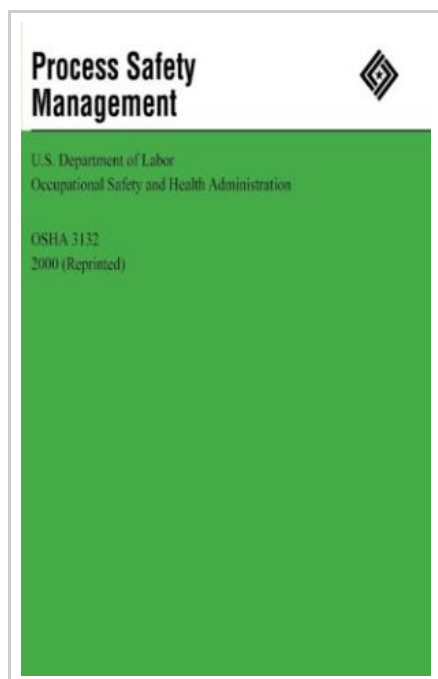 Process Safety
Management
U.S. Department of Labor
Occupational Safety and Health Administration
OSHA 3132
2000 (Reprinted)